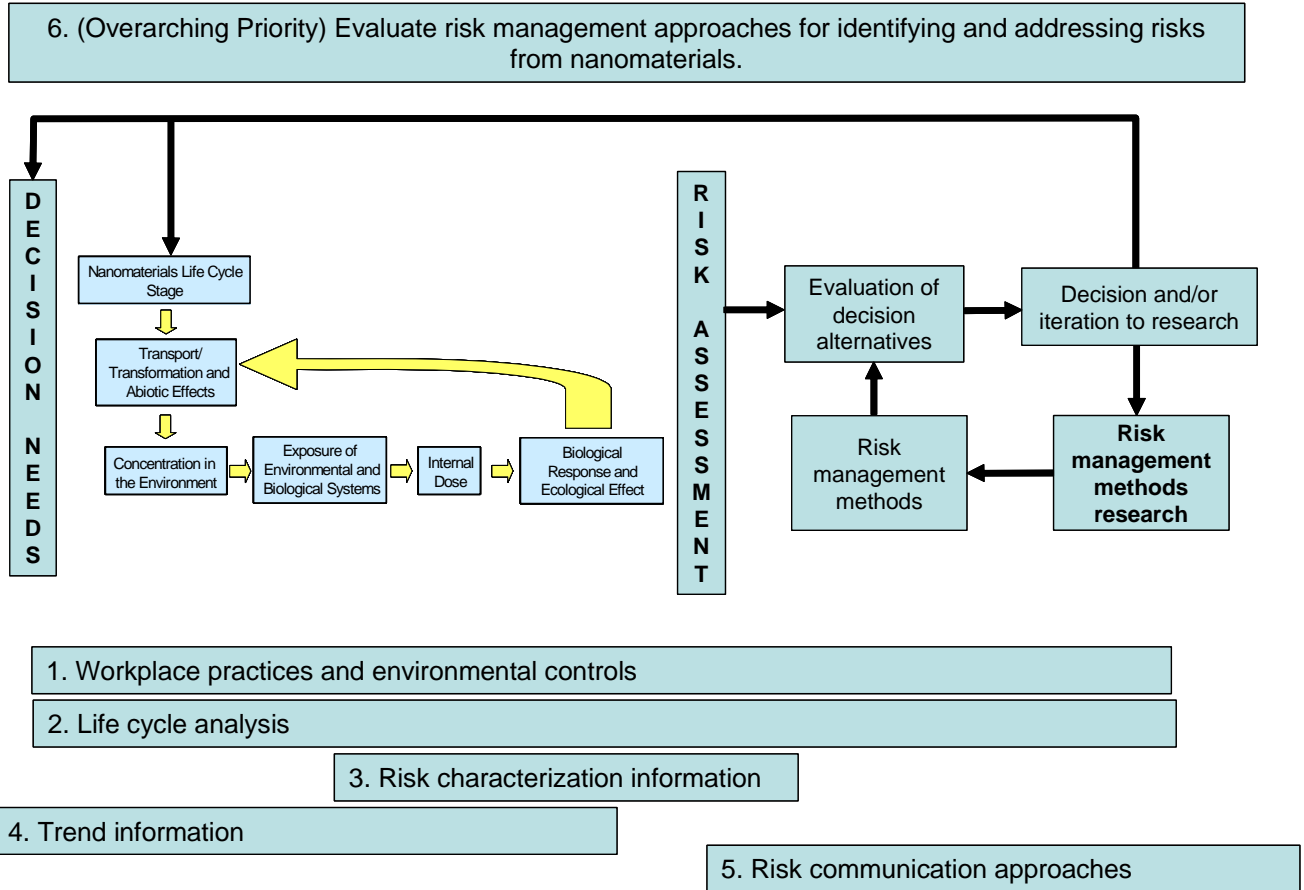 6. (Overarching Priority) Evaluate risk management approaches for identifying and addressing risks
from nanomaterials.
DECISION NEEDS
Nanomaterials Life Cycle
Stage
Transport/
Transformation and
Abiotic Effects
Concentration in
the Environment
Exposure of
Environmental and
Biological Systems
Internal
Dose
Biological
Response and
Ecological Effect
RISK ASSESSMENT
Evaluation of
decision
alternatives
Decision and/or
iteration to research
Risk
management
methods
Risk
management
methods
research
1. Workplace practices and environmental controls
2. Life cycle analysis
3. Risk characterization information
4. Trend information
5. Risk communication approaches